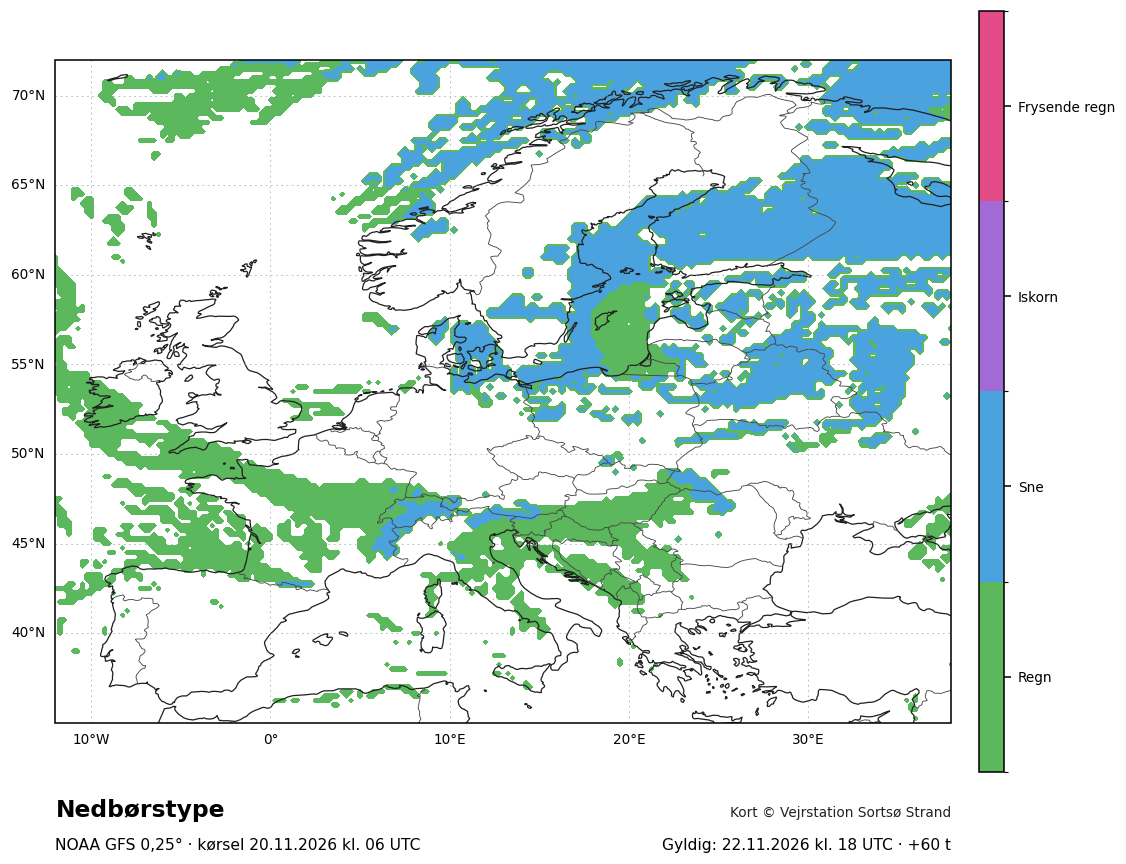 Frysende regn
Iskorn
Sne
Regn
70°N
65°N
60°N
55°N
50°N
45°N
40°N
10°W
0°
10°E
20°E
30°E
Nedbørstype
Kort © Vejrstation Sortsø Strand
NOAA GFS 0,25° · kørsel 20.11.2026 kl. 06 UTC
Gyldig: 22.11.2026 kl. 18 UTC · +60 t